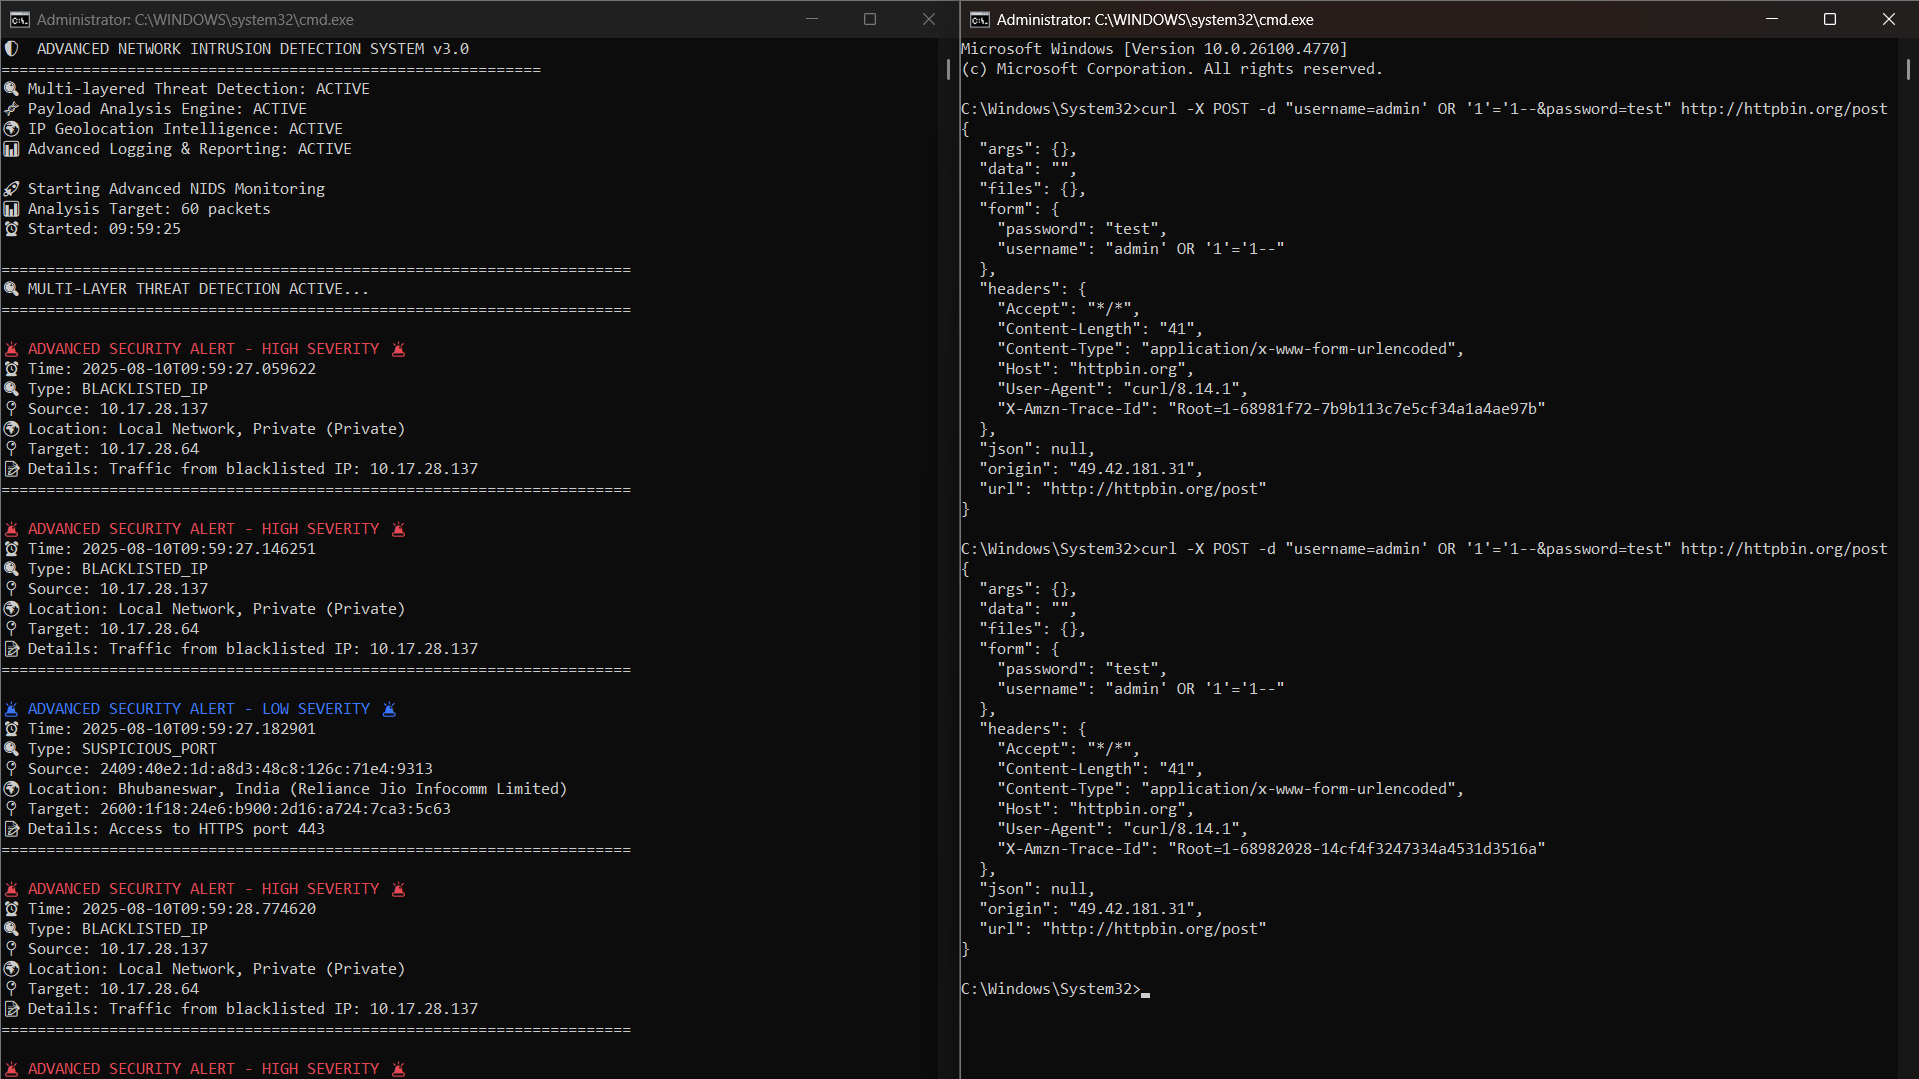 Administrator: C:\WINDOWS\system32\cmd.exe
ADVANCED NETWORK INTRUSION DETECTION SYSTEM v3.0
============================================================
Multi-layered Threat Detection: ACTIVE
Payload Analysis Engine: ACTIVE
IP Geolocation Intelligence: ACTIVE
Advanced Logging & Reporting: ACTIVE
Starting Advanced NIDS Monitoring
Analysis Target: 60 packets
Started: 09:59:25
======================================================================
MULTI-LAYER THREAT DETECTION ACTIVE...
======================================================================
ADVANCED SECURITY ALERT - HIGH SEVERITY
Time: 2025-08-10T09:59:27.059622
Type: BLACKLISTED_IP
Source: 10.17.28.137
Location: Local Network, Private (Private)
Target: 10.17.28.64
Details: Traffic from blacklisted IP: 10.17.28.137
======================================================================
ADVANCED SECURITY ALERT - HIGH SEVERITY
Time: 2025-08-10T09:59:27.146251
Type: BLACKLISTED_IP
Source: 10.17.28.137
Location: Local Network, Private (Private)
Target: 10.17.28.64
Details: Traffic from blacklisted IP: 10.17.28.137
======================================================================
ADVANCED SECURITY ALERT - LOW SEVERITY
Time: 2025-08-10T09:59:27.182901
Type: SUSPICIOUS_PORT
Source: 2409:40e2:1d:a8d3:48c8:126c:71e4:9313
Location: Bhubaneswar, India (Reliance Jio Infocomm Limited)
Target: 2600:1f18:24e6:b900:2d16:a724:7ca3:5c63
Details: Access to HTTPS port 443
======================================================================
ADVANCED SECURITY ALERT - HIGH SEVERITY
Time: 2025-08-10T09:59:28.774620
Type: BLACKLISTED_IP
Source: 10.17.28.137
Location: Local Network, Private (Private)
Target: 10.17.28.64
Details: Traffic from blacklisted IP: 10.17.28.137
======================================================================
ADVANCED SECURITY ALERT - HIGH SEVERITY
Administrator: C:\WINDOWS\system32\cmd.exe
Microsoft Windows [Version 10.0.26100.4770]
(c) Microsoft Corporation. All rights reserved.
C:\Windows\System32>curl -X POST -d "username=admin' OR '1'='1--&password=test" http://httpbin.org/post
{
"args": {},
"data": "",
"files": {},
"form": {
"password": "test",
"username": "admin' OR '1'='1--"
},
"headers": {
"Accept": "*/*",
"Content-Length": "41",
"Content-Type": "application/x-www-form-urlencoded",
"Host": "httpbin.org",
"User-Agent": "curl/8.14.1",
"X-Amzn-Trace-Id": "Root=1-68981f72-7b9b113c7e5cf34a1a4ae97b"
},
"json": null,
"origin": "49.42.181.31",
"url": "http://httpbin.org/post"
}
C:\Windows\System32>curl -X POST -d "username=admin' OR '1'='1--&password=test" http://httpbin.org/post
{
"args": {},
"data": "",
"files": {},
"form": {
"password": "test",
"username": "admin' OR '1'='1--"
},
"headers": {
"Accept": "*/*",
"Content-Length": "41",
"Content-Type": "application/x-www-form-urlencoded",
"Host": "httpbin.org",
"User-Agent": "curl/8.14.1",
"X-Amzn-Trace-Id": "Root=1-68982028-14cf4f3247334a4531d3516a"
},
"json": null,
"origin": "49.42.181.31",
"url": "http://httpbin.org/post"
}
C:\Windows\System32>